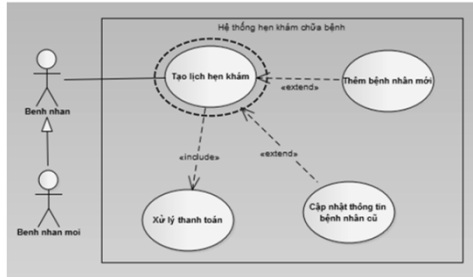 Hệ thống hẹn khám chữa bệnh
Tạo lịch hẹn khám
Thêm bệnh nhân mới
«extend»
Benh nhan
«include»
«extend»
Xử lý thanh toán
Cập nhật thông tin
bệnh nhân cũ
Benh nhan moi